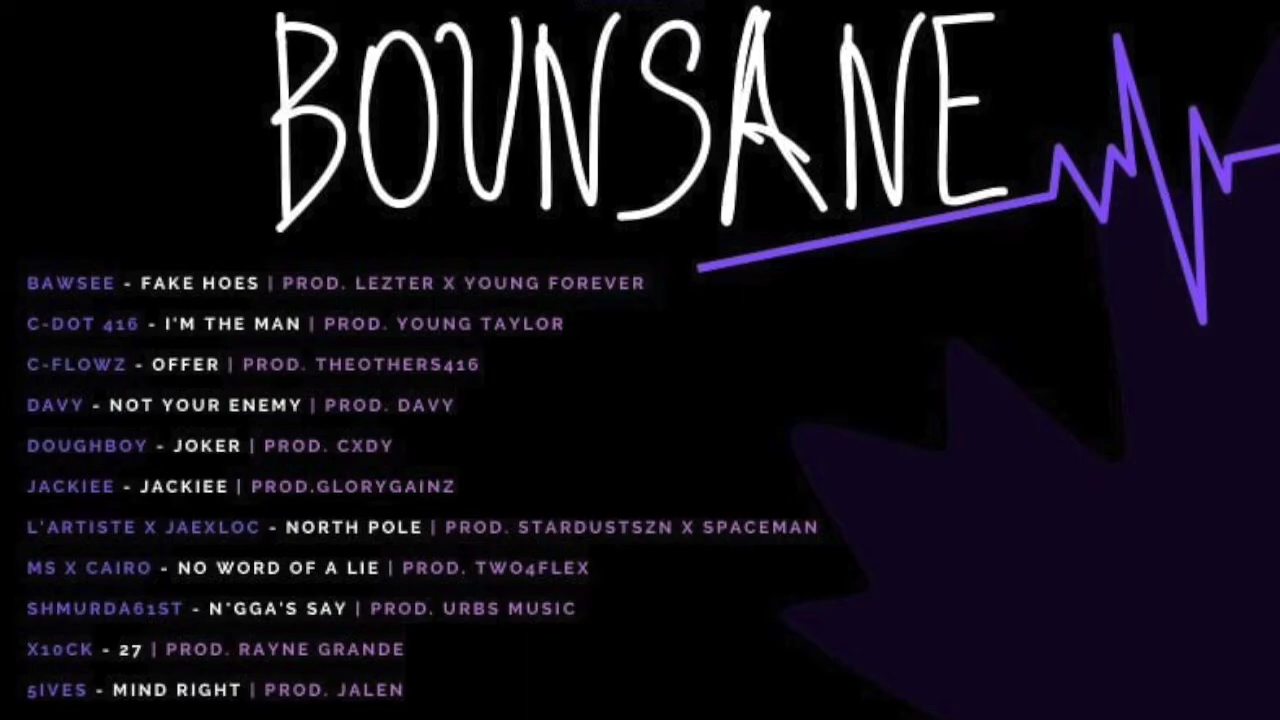 BOUNSANE
BAWSEE - FAKE HOES | PROD. LEZTER X YOUNG FOREVER
C-DOT 416 - I'M THE MAN | PROD. YOUNG TAYLOR
C-FLOWZ - OFFER | PROD. THEOTHERS416
DAVY - NOT YOUR ENEMY | PROD. DAVY
DOUGHBOY - JOKER | PROD. CXDY
JACKIEE - JACKIEE | PROD.GLORYGAINZ
L'ARTISTE X JAEXLOC - NORTH POLE | PROD. STARDUSTSZN X SPACEMAN
MS X CAIRO - NO WORD OF A LIE | PROD. TWO4FLEX
SHMURDA61ST - N*GGA'S SAY | PROD. URBS MUSIC
X10CK - 27 | PROD. RAYNE GRANDE
5IVES - MIND RIGHT | PROD. JALEN